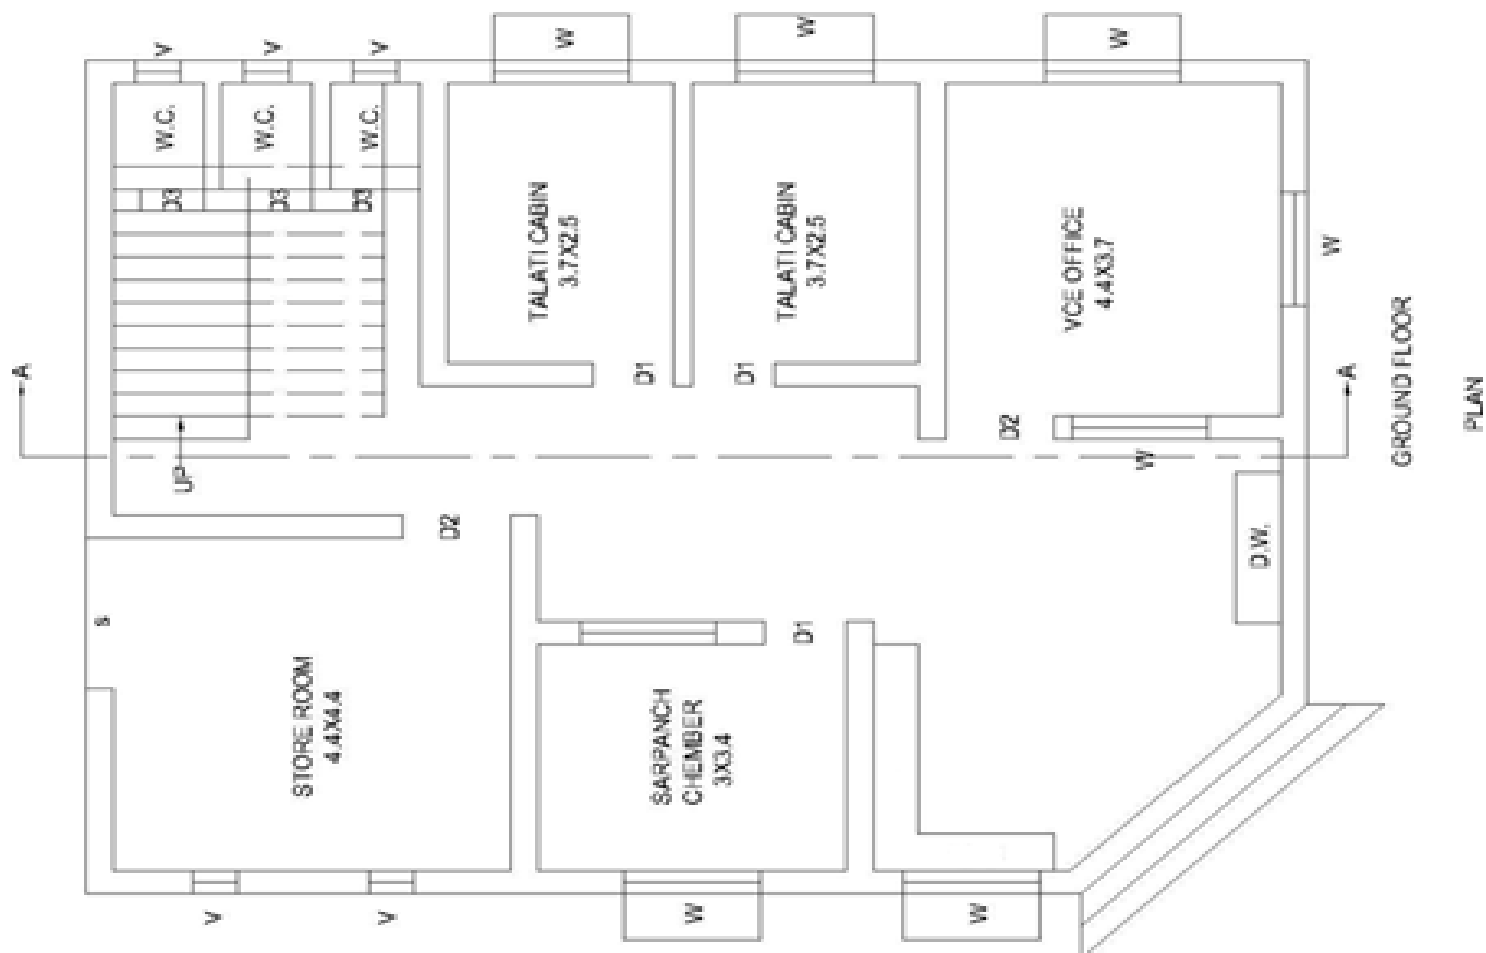 V
V
V
W
W
W
W.C.
W.C.
W.C.
D3
D3
D3
TALATI CABIN
3.7X2.5
TALATI CABIN
3.7X2.5
VCE OFFICE
4.4X3.7
W
A
A
D1
D1
D2
W
UP
D2
D.W.
S
D1
STORE ROOM
4.4X4.4
SARPANCH
CHEMBER
3X3.4
V
V
W
W
GROUND FLOOR
PLAN